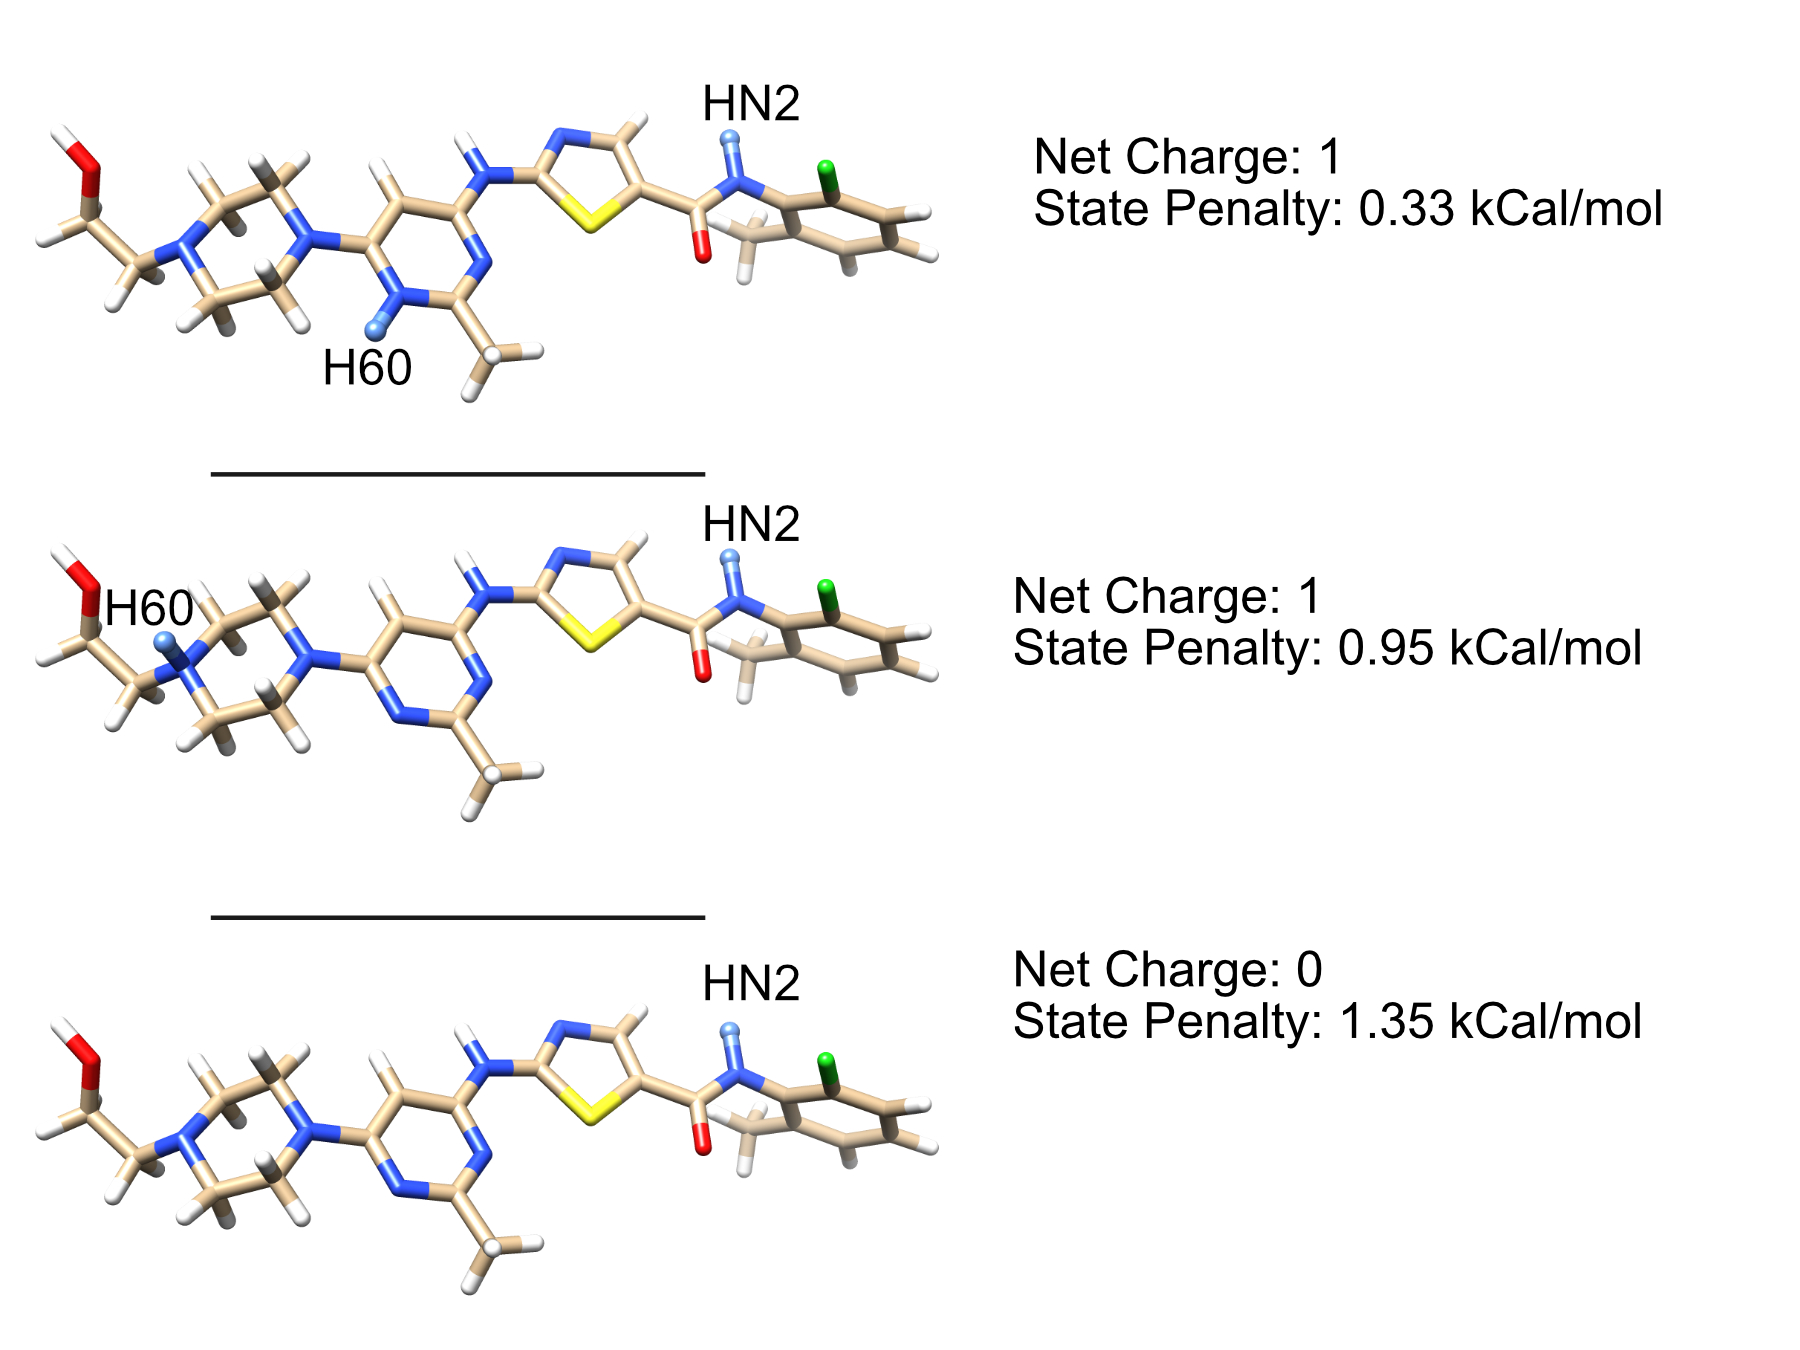 HN2
Net Charge: 1
State Penalty: 0.33 kCal/mol
H60
HN2
H60
Net Charge: 1
State Penalty: 0.95 kCal/mol
HN2
Net Charge: 0
State Penalty: 1.35 kCal/mol